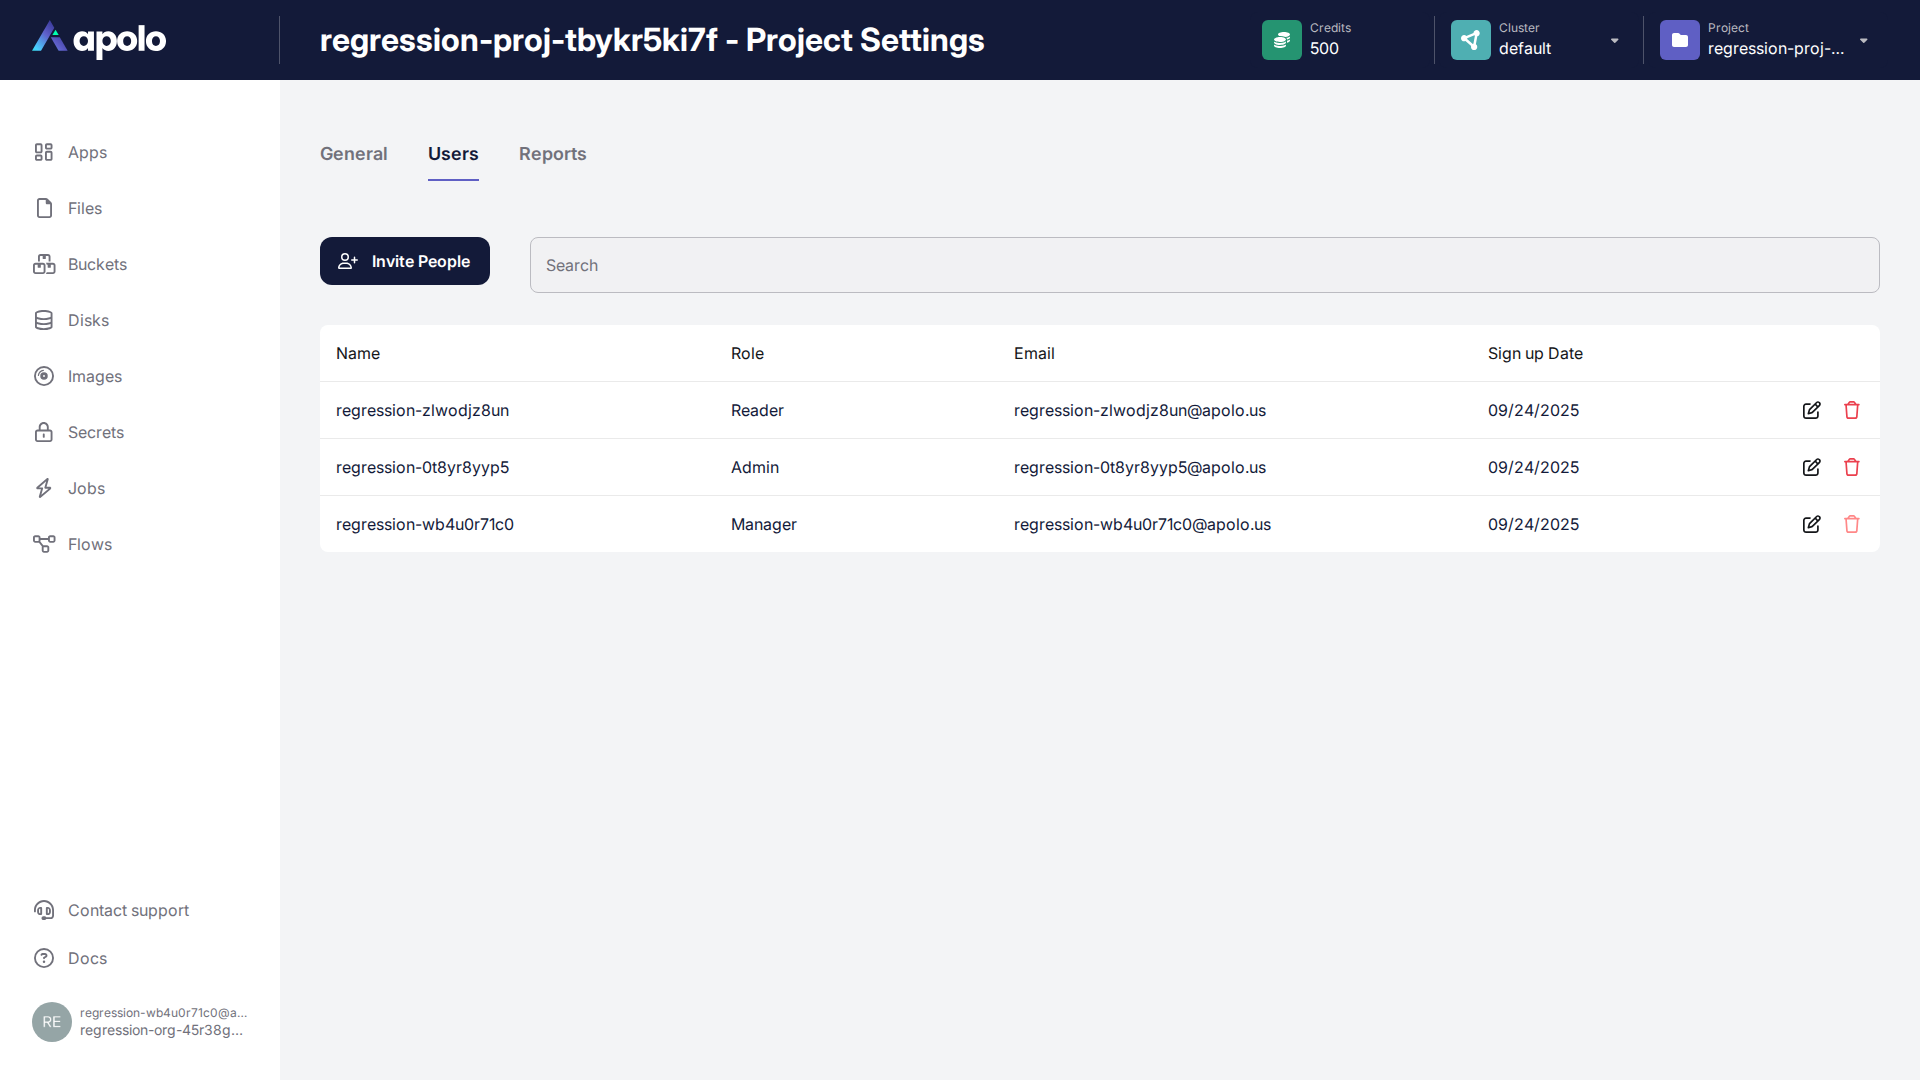 apolo
regression-proj-tbykr5ki7f - Project Settings
Credits
500
Cluster
default
Project
regression-proj-...
Apps
Files
Buckets
Disks
Images
Secrets
Jobs
Flows
General
Users
Reports
Invite People
Search
Name
Role
Email
Sign up Date
regression-zlwodjz8un
Reader
regression-zlwodjz8un@apolo.us
09/24/2025
regression-0t8yr8yyp5
Admin
regression-0t8yr8yyp5@apolo.us
09/24/2025
regression-wb4u0r71c0
Manager
regression-wb4u0r71c0@apolo.us
09/24/2025
Contact support
Docs
RE
regression-wb4u0r71c0@a...
regression-org-45r38g...